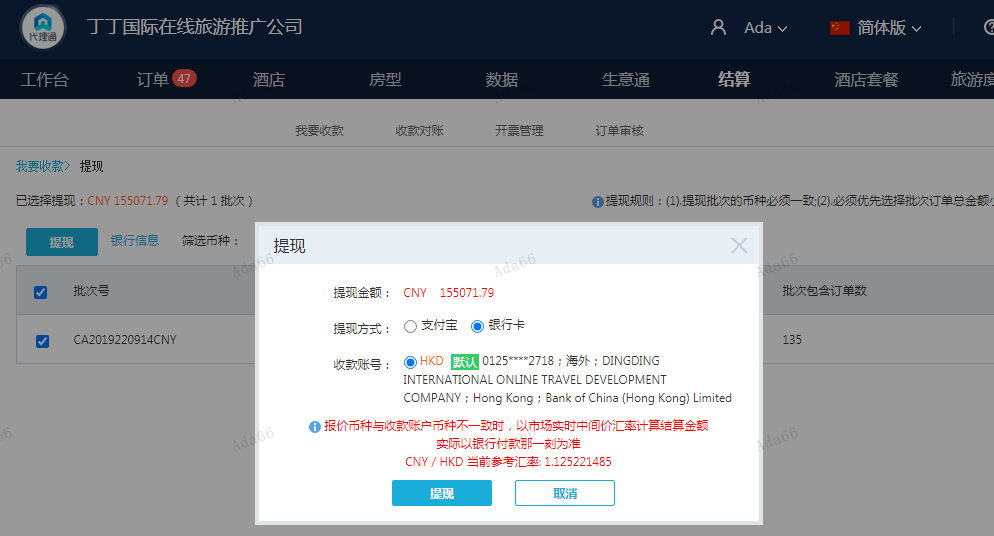 代理通
丁丁国际在线旅游推广公司
Ada
简体版
工作台
订单 47
酒店
房型
数据
生意通
结算
酒店套餐
旅游度
我要收款
收款对账
开票管理
订单审核
我要收款> 提现
已选择提现：CNY 155071.79 （ 共计 1 批次 ）
提现规则：(1).提现批次的币种必须一致;(2).必须优先选择批次订单总金额小
提现
银行信息
筛选币种：
批次号
批次包含订单数
CA2019220914CNY
135
提现
提现金额： CNY 155071.79
提现方式： 支付宝 银行卡
收款账号： HKD 默认 0125****2718；海外；DINGDING
INTERNATIONAL ONLINE TRAVEL DEVELOPMENT
COMPANY；Hong Kong；Bank of China (Hong Kong) Limited
报价币种与收款账户币种不一致时，以市场实时中间价汇率计算结算金额
实际以银行付款那一刻为准
CNY / HKD 当前参考汇率: 1.125221485
提现
取消
Ada66
Ada66
Ada66
Ada66
Ada66